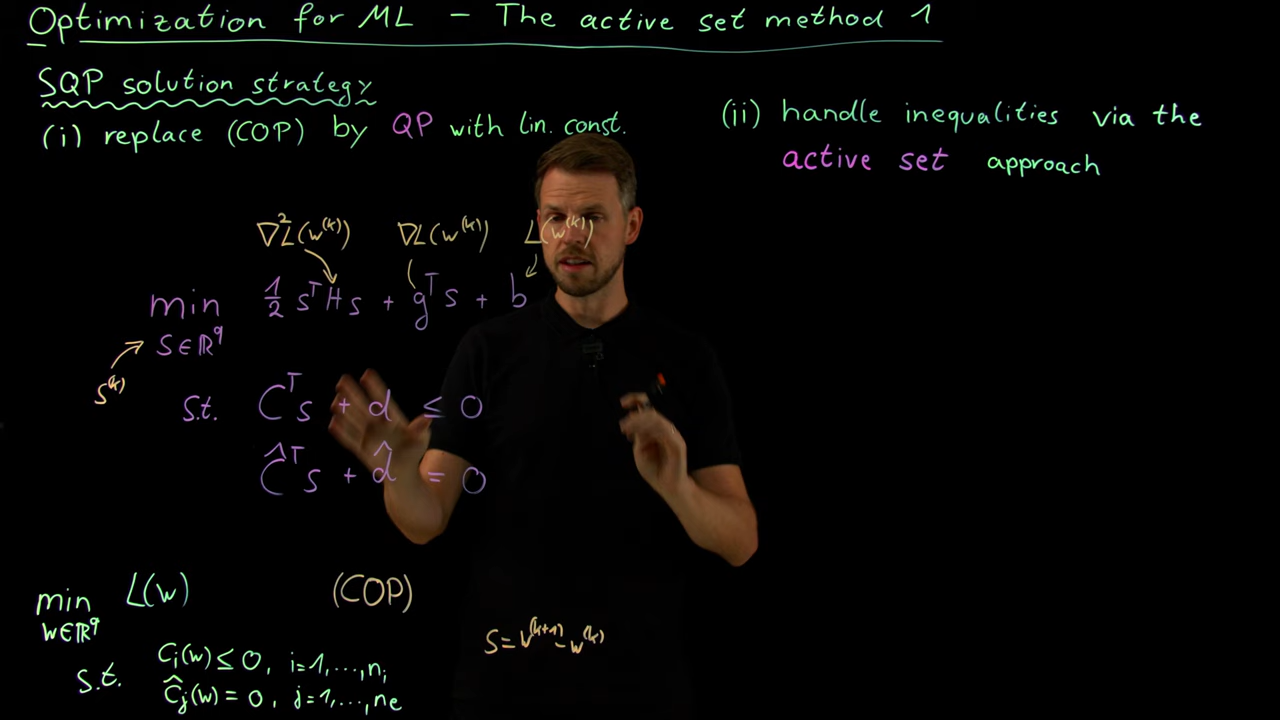 Optimization for ML – The active set method 1
SQP solution strategy
(i) replace (COP) by QP with lin. const.
∇²L(w⁽ᵏ⁾) ∇L(w⁽ᵏ⁾) L(w⁽ᵏ⁾)
min ½ sᵀHs + gᵀs + b
s∈ℝ^q
s⁽ᵏ⁾
s.t. Cᵀs + d ≤ 0
Ĉᵀs + d̂ = 0
min L(w) (COP)
w∈ℝ^q
s.t. cᵢ(w) ≤ 0, i=1,...,nᵢ
ĉⱼ(w) = 0, j=1,...,nₑ
s = w⁽ᵏ⁺¹⁾ - w⁽ᵏ⁾
(ii) handle inequalities via the
active set approach